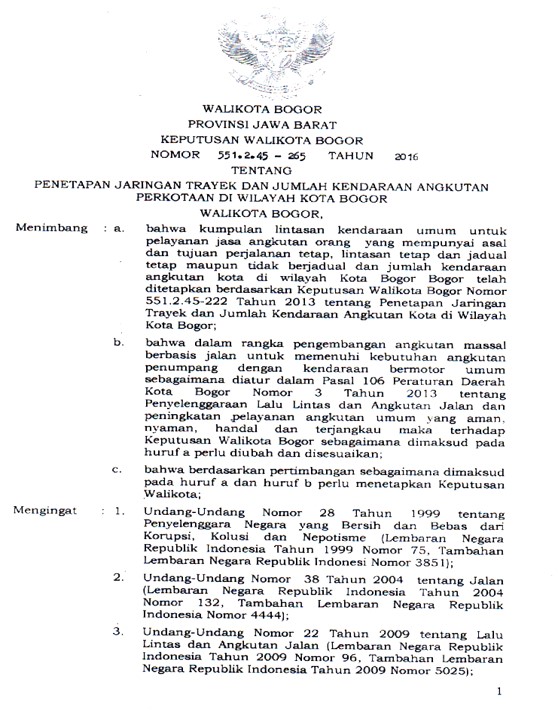 WALIKOTA BOGOR
PROVINSI JAWA BARAT
KEPUTUSAN WALIKOTA BOGOR
NOMOR 551.2.45 - 265 TAHUN 2016
TENTANG
PENETAPAN JARINGAN TRAYEK DAN JUMLAH KENDARAAN ANGKUTAN
PERKOTAAN DI WILAYAH KOTA BOGOR
WALIKOTA BOGOR,
Menimbang : a. bahwa kumpulan lintasan kendaraan umum untuk
pelayanan jasa angkutan orang yang mempunyai asal
dan tujuan perjalanan tetap, lintasan tetap dan jadual
tetap maupun tidak berjadual dan jumlah kendaraan
angkutan kota di wilayah Kota Bogor Bogor telah
ditetapkan berdasarkan Keputusan Walikota Bogor Nomor
551.2.45-222 Tahun 2013 tentang Penetapan Jaringan
Trayek dan Jumlah Kendaraan Angkutan Kota di Wilayah
Kota Bogor;
b. bahwa dalam rangka pengembangan angkutan massal
berbasis jalan untuk memenuhi kebutuhan angkutan
penumpang dengan kendaraan bermotor umum
sebagaimana diatur dalam Pasal 106 Peraturan Daerah
Kota Bogor Nomor 3 Tahun 2013 tentang
Penyelenggaraan Lalu Lintas dan Angkutan Jalan dan
peningkatan pelayanan angkutan umum yang aman,
nyaman, handal dan terjangkau maka terhadap
Keputusan Walikota Bogor sebagaimana dimaksud pada
huruf a perlu diubah dan disesuaikan;
c. bahwa berdasarkan pertimbangan sebagaimana dimaksud
pada huruf a dan huruf b perlu menetapkan Keputusan
Walikota;
Mengingat : 1. Undang-Undang Nomor 28 Tahun 1999 tentang
Penyelenggara Negara yang Bersih dan Bebas dari
Korupsi, Kolusi dan Nepotisme (Lembaran Negara
Republik Indonesia Tahun 1999 Nomor 75, Tambahan
Lembaran Negara Republik Indonesi Nomor 3851);
2. Undang-Undang Nomor 38 Tahun 2004 tentang Jalan
(Lembaran Negara Republik Indonesia Tahun 2004
Nomor 132, Tambahan Lembaran Negara Republik
Indonesia Nomor 4444);
3. Undang-Undang Nomor 22 Tahun 2009 tentang Lalu
Lintas dan Angkutan Jalan (Lembaran Negara Republik
Indonesia Tahun 2009 Nomor 96, Tambahan Lembaran
Negara Republik Indonesia Tahun 2009 Nomor 5025);
1